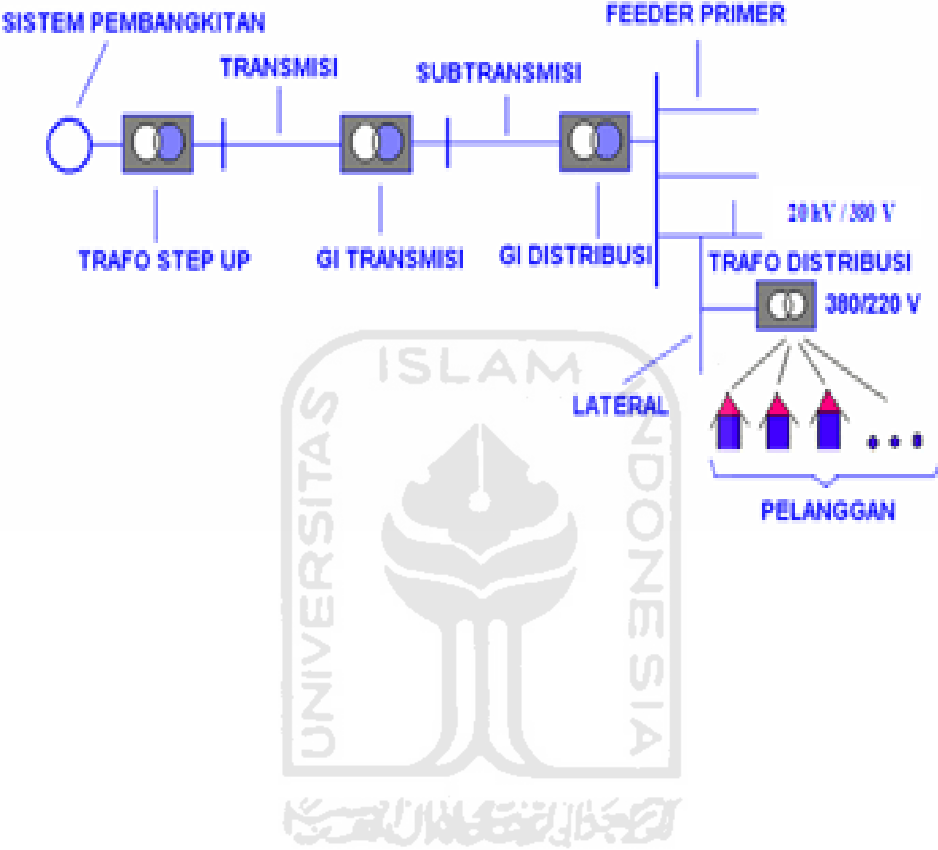 SISTEM PEMBANGKITAN
FEEDER PRIMER
TRANSMISI
SUBTRANSMISI
20 kV / 380 V
TRAFO STEP UP
GI TRANSMISI
GI DISTRIBUSI
TRAFO DISTRIBUSI
380/220 V
LATERAL
PELANGGAN
UNIVERSITAS
ISLAM
INDONESIA